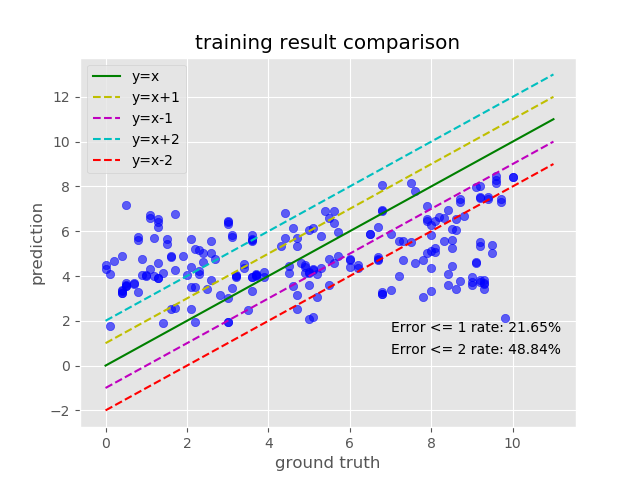 training result comparison
y=x
y=x+1
y=x-1
y=x+2
y=x-2
12
10
8
6
4
2
0
−2
prediction
Error <= 1 rate: 21.65%
Error <= 2 rate: 48.84%
0 2 4 6 8 10
ground truth